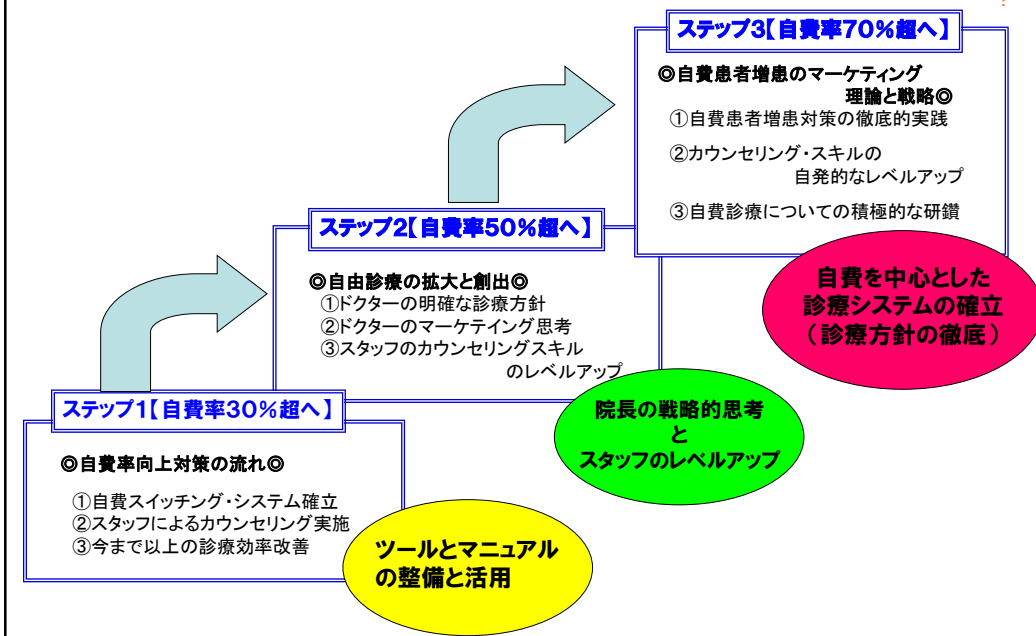 ?
ステップ3【自費率70%超へ】
◎自費患者増患のマーケティング
理論と戦略◎
①自費患者増患対策の徹底的実践
②カウンセリング・スキルの
自発的なレベルアップ
③自費診療についての積極的な研鑽
自費を中心とした
診療システムの確立
(診療方針の徹底)
ステップ2【自費率50%超へ】
◎自由診療の拡大と創出◎
①ドクターの明確な診療方針
②ドクターのマーケテイング思考
③スタッフのカウンセリングスキル
のレベルアップ
院長の戦略的思考
と
スタッフのレベルアップ
ステップ1【自費率30%超へ】
◎自費率向上対策の流れ◎
①自費スイッチング・システム確立
②スタッフによるカウンセリング実施
③今まで以上の診療効率改善
ツールとマニュアル
の整備と活用